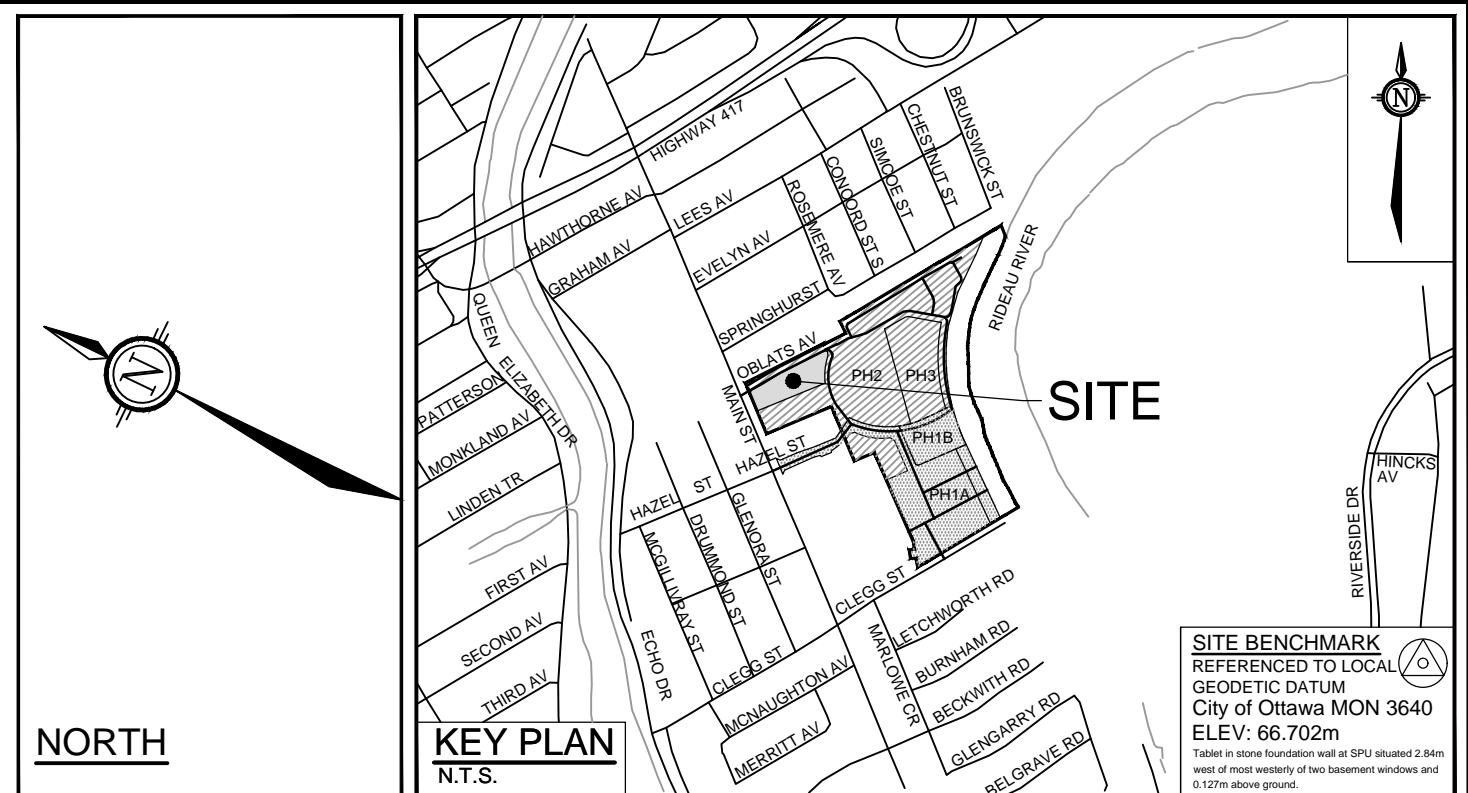 NORTH
N
KEY PLAN
N.T.S.
N
HIGHWAY 417
HAWTHORNE AV
GRAHAM AV
LEES AV
EVELYN AV
SPRINGHURST
OBLATS AV
ROSEMERE AV
CONCORD ST S
SIMCOE ST
CHESTNUT ST
BRUNSWICK ST
RIDEAU RIVER
QUEEN ELIZABETH DR
MAIN ST
PATTERSON
MONKLAND AV
LINDEN TR
FIRST AV
SECOND AV
THIRD AV
ECHO DR
HAZEL ST
HAZEL ST
MCGILLIVRAY ST
DRUMMOND ST
GLENORA ST
CLEGG ST
CLEGG ST
MCNAUGHTON AV
MERRITT AV
MARLOWE CR
LETCHWORTH RD
BURNHAM RD
BECKWITH RD
GLENGARRY RD
BELGRAVE RD
PH2
PH3
PH1B
PH1A
SITE
RIVERSIDE DR
HINCKS
AV
SITE BENCHMARK
REFERENCED TO LOCAL
GEODETIC DATUM
City of Ottawa MON 3640
ELEV: 66.702m
Tablet in stone foundation wall at SPU situated 2.84m
west of most westerly of two basement windows and
0.127m above ground.